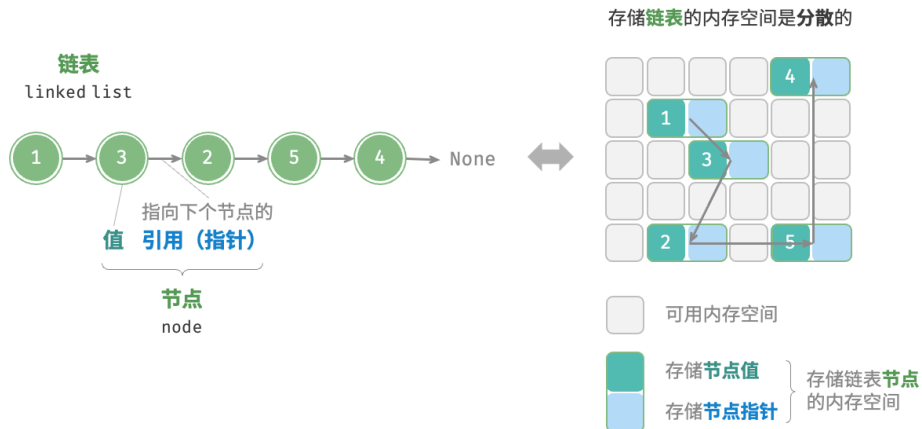 存储链表的内存空间是分散的
链表
linked list
1
3
2
5
4
None
指向下个节点的
值
引用（指针）
节点
node
4
1
3
2
5
可用内存空间
存储节点值
存储节点指针
存储链表节点
的内存空间